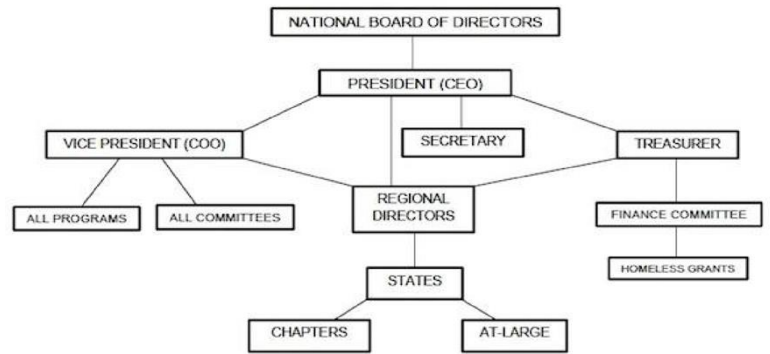 NATIONAL BOARD OF DIRECTORS
PRESIDENT (CEO)
VICE PRESIDENT (COO)
SECRETARY
TREASURER
ALL PROGRAMS
ALL COMMITTEES
REGIONAL
DIRECTORS
FINANCE COMMITTEE
HOMELESS GRANTS
STATES
CHAPTERS
AT-LARGE